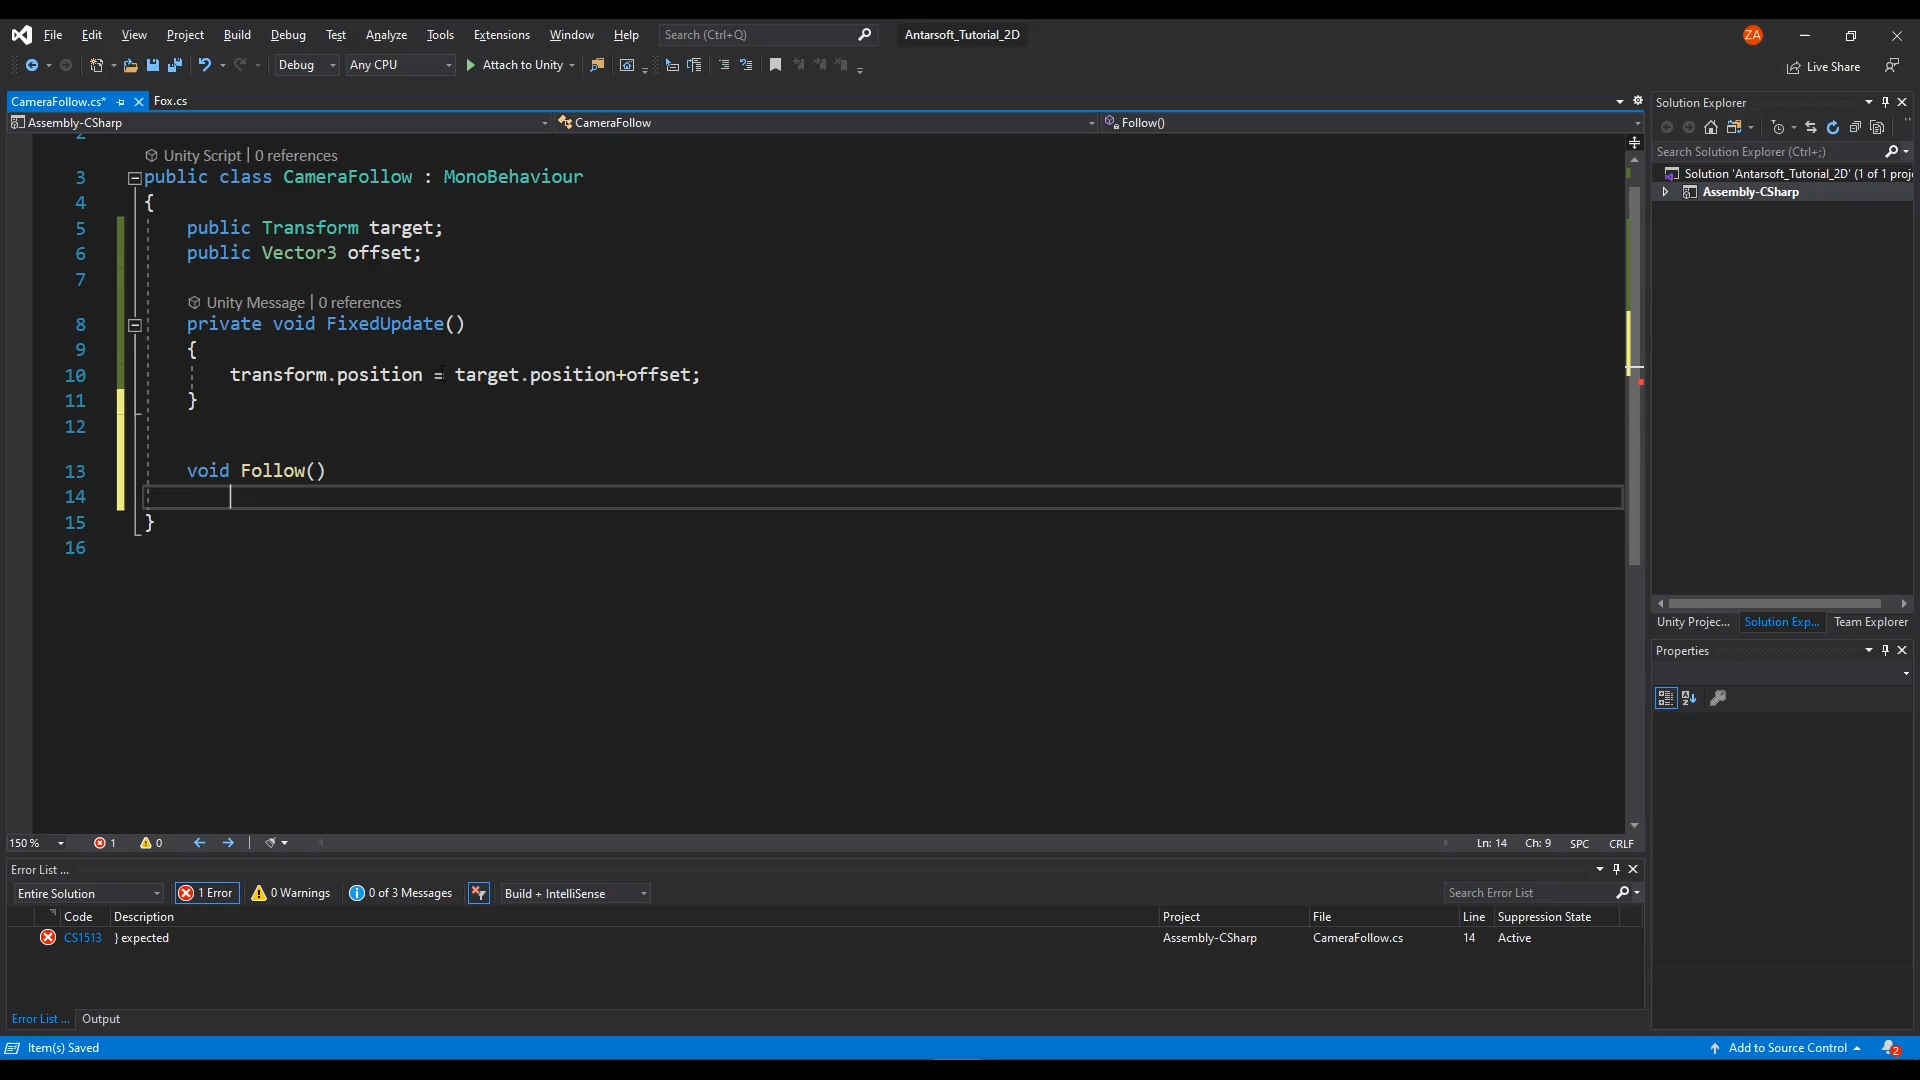 File Edit View Project Build Debug Test Analyze Tools Extensions Window Help Search (Ctrl+Q) Antarsoft_Tutorial_2D ZA
Debug Any CPU Attach to Unity Live Share
CameraFollow.cs* Fox.cs
Assembly-CSharp CameraFollow Follow()
2
Unity Script | 0 references
3 public class CameraFollow : MonoBehaviour
4 {
5 public Transform target;
6 public Vector3 offset;
7
Unity Message | 0 references
8 private void FixedUpdate()
9 {
10 transform.position = target.position+offset;
11 }
12
13 void Follow()
14
15 }
16
150 % 1 0 Ln: 14 Ch: 9 SPC CRLF
Error List ...
Entire Solution 1 Error 0 Warnings 0 of 3 Messages Build + IntelliSense Search Error List
Code Description Project File Line Suppression State
CS1513 } expected Assembly-CSharp CameraFollow.cs 14 Active
Error List ... Output
Item(s) Saved Add to Source Control 2
Solution Explorer
Search Solution Explorer (Ctrl+;)
Solution 'Antarsoft_Tutorial_2D' (1 of 1 proj
Assembly-CSharp
Unity Projec... Solution Exp... Team Explorer
Properties